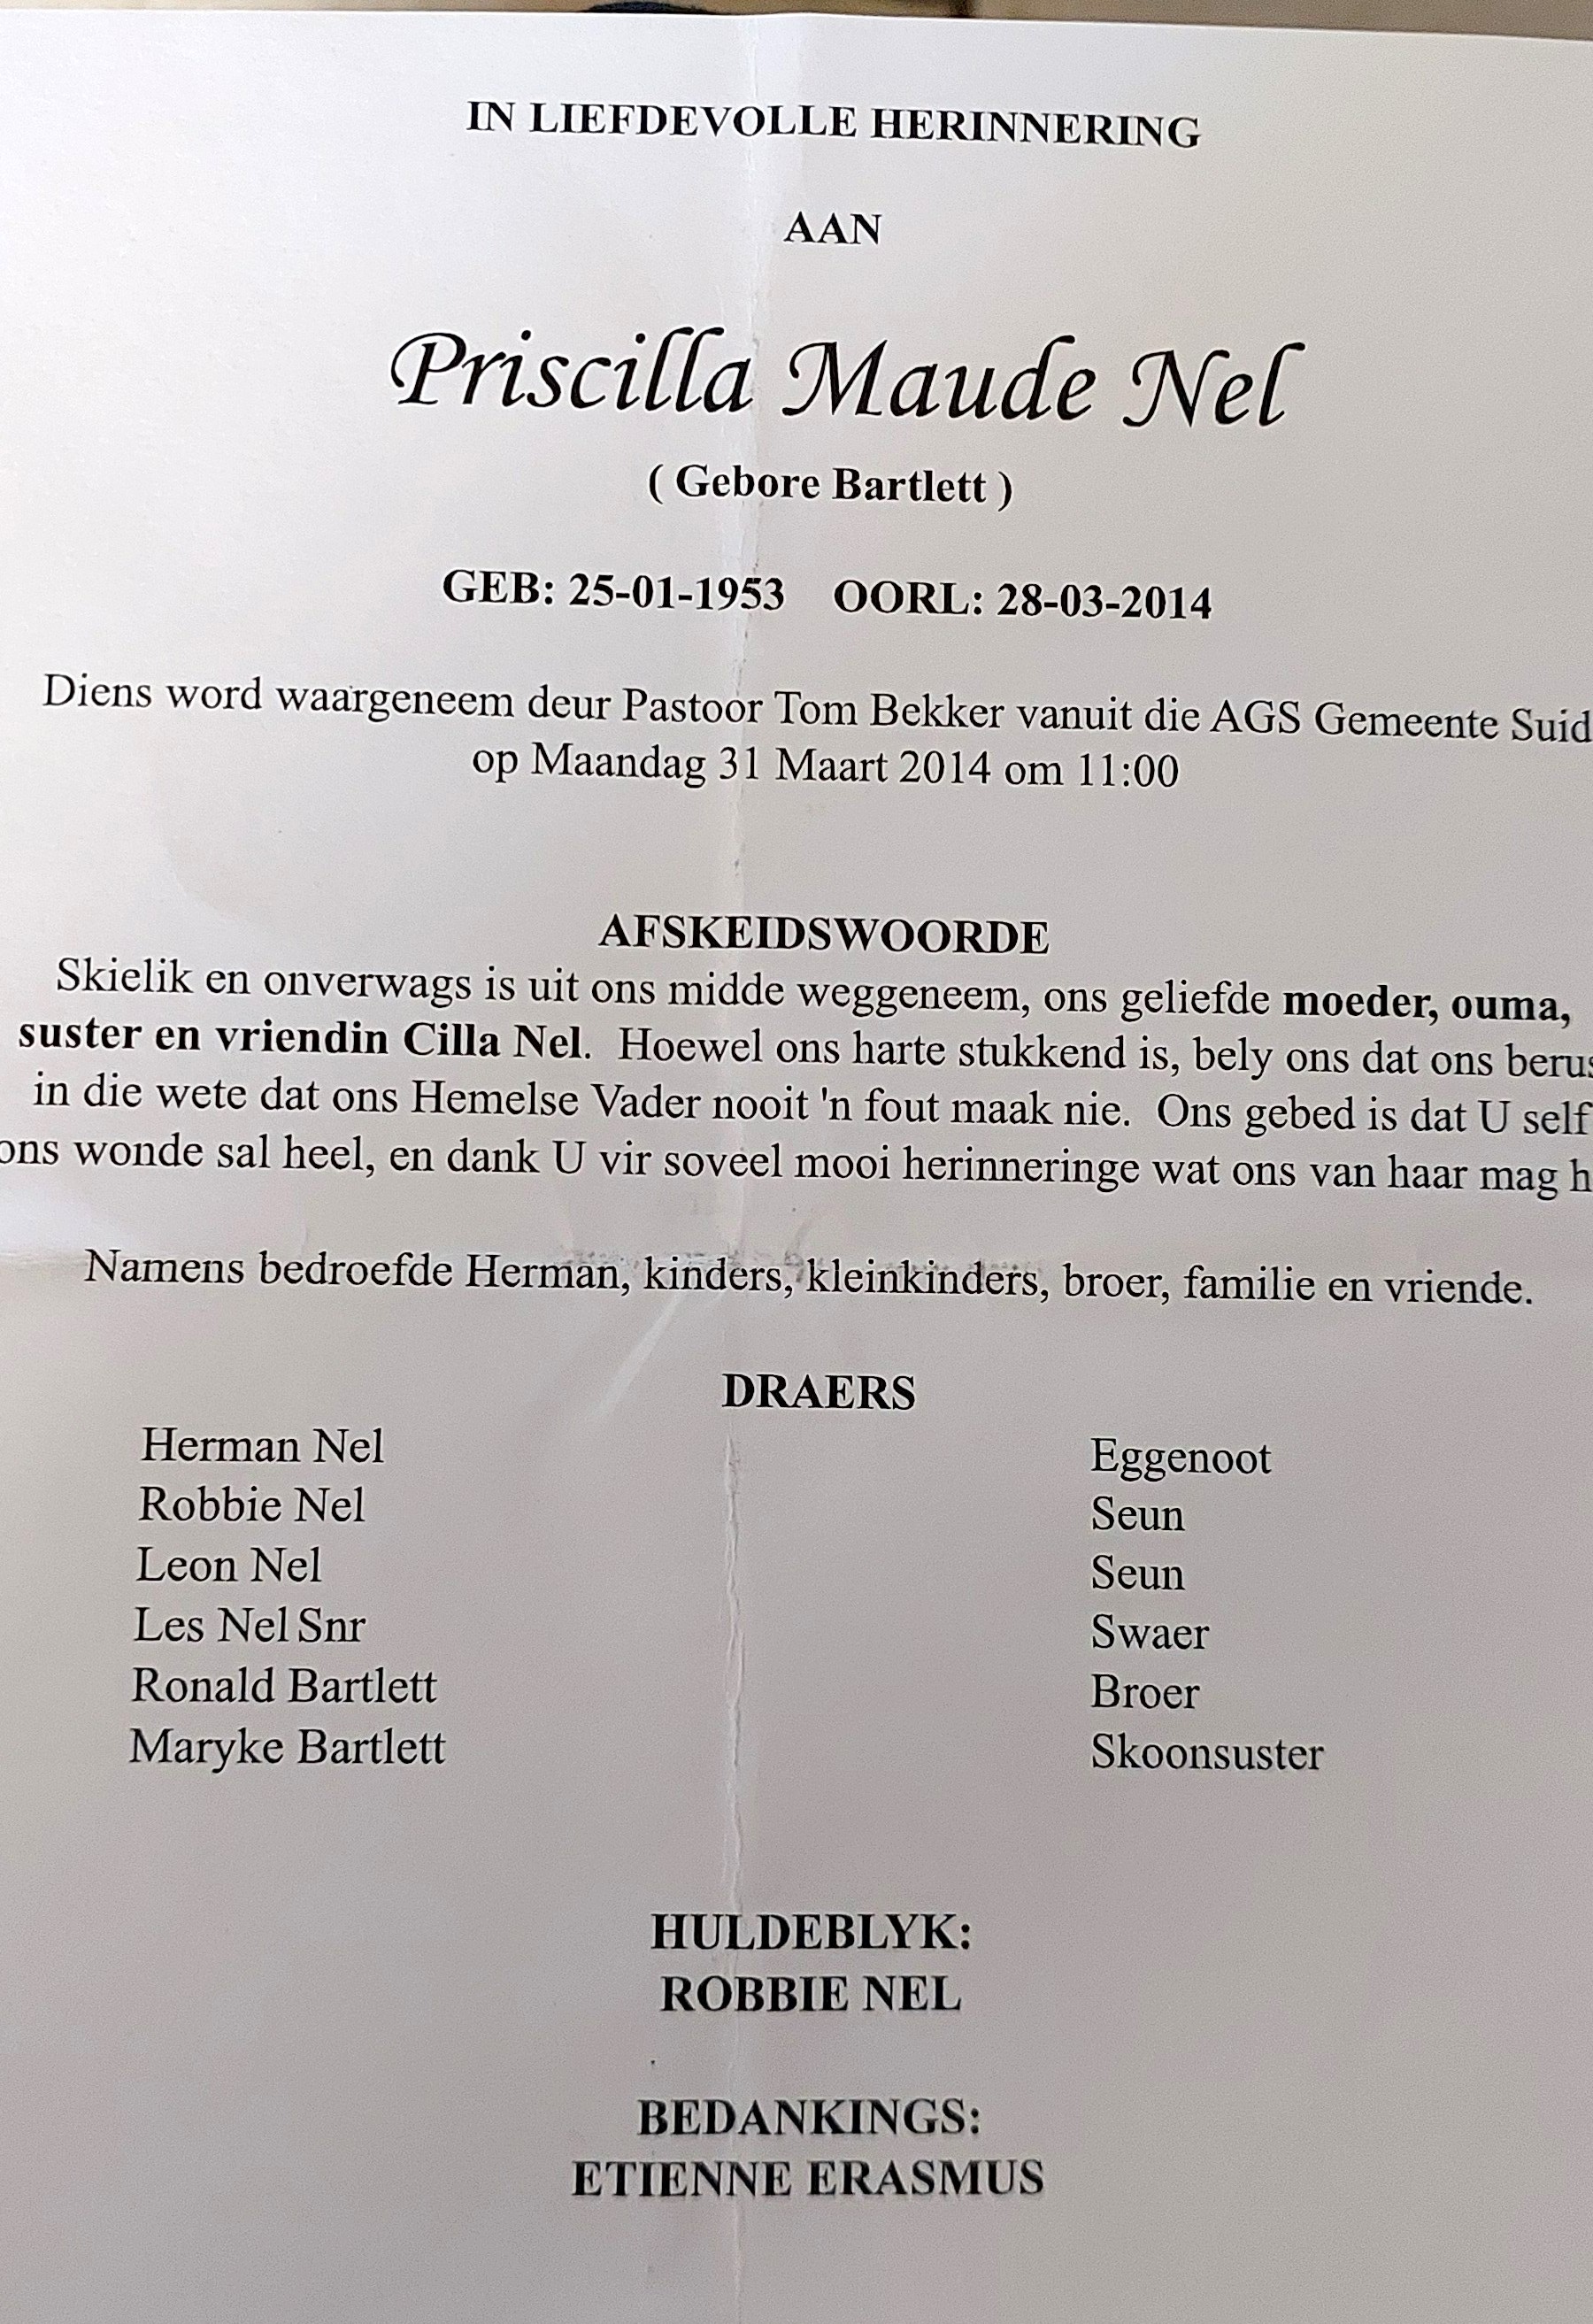 IN LIEFDEVOLLE HERINNERING
AAN
Priscilla Maude Nel
( Gebore Bartlett )
GEB: 25-01-1953 OORL: 28-03-2014
Diens word waargeneem deur Pastoor Tom Bekker vanuit die AGS Gemeente Suid
op Maandag 31 Maart 2014 om 11:00
AFSKEIDSWOORDE
Skielik en onverwags is uit ons midde weggeneem, ons geliefde moeder, ouma,
suster en vriendin Cilla Nel. Hoewel ons harte stukkend is, bely ons dat ons
in die wete dat ons Hemelse Vader nooit 'n fout maak nie. Ons gebed is dat U self
ons wonde sal heel, en dank U vir soveel mooi herinneringe wat ons van haar mag
Namens bedroefde Herman, kinders, kleinkinders, broer, familie en vriende.
DRAERS
Herman Nel Eggenoot
Robbie Nel Seun
Leon Nel Seun
Les Nel Snr Swaer
Ronald Bartlett Broer
Maryke Bartlett Skoonsuster
HULDEBLYK:
ROBBIE NEL
BEDANKINGS:
ETIENNE ERASMUS